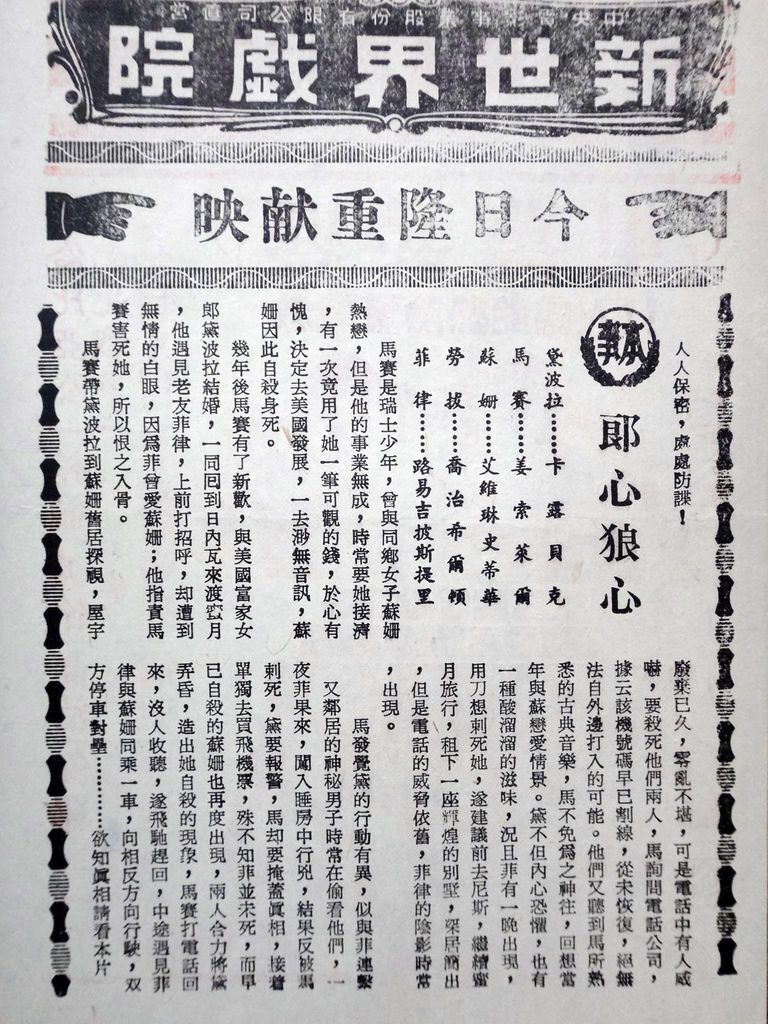 中央電影事業股份有限公司直營
新世界戲院
今日隆重献映
人人保密，處處防諜！
本事
郎心狼心
黛波拉……卡露貝克
馬賽……姜索萊爾
蘇姍……艾維琳史蒂華
勞拔……喬治希爾頓
菲律……路易吉披斯提里
馬賽是瑞士少年，曾與同鄉女子蘇姍
熱戀，但是他的事業無成，時常要她接濟
，有一次竟用了她一筆可觀的錢，於心有
愧，決定去美國發展，一去渺無音訊，蘇
姍因此自殺身死。
幾年後馬賽有了新歡，與美國富家女
郎黛波拉結婚，一同回到日內瓦來渡蜜月
，他遇見老友菲律，上前打招呼，却遭到
無情的白眼，因爲菲曾愛蘇姍；他指責馬
賽害死她，所以恨之入骨。
馬賽帶黛波拉到蘇姍舊居探視，屋宇
廢棄已久，零亂不堪，可是電話中有人威
嚇，要殺死他們兩人，馬詢問電話公司，
據云該機號碼早已割線，從未恢復，絕無
法自外邊打入的可能。他們又聽到馬所熟
悉的古典音樂，馬不免爲之神往，回想當
年與蘇戀愛情景。黛不但內心恐懼，也有
一種酸溜溜的滋味，況且菲有一晚出現，
用刀想刺死她，遂建議前去尼斯，繼續蜜
月旅行，租下一座輝煌的別墅，深居簡出
，但是電話的威脅依舊，菲律的陰影時常
，出現。
馬發覺黛的行動有異，似與菲連繫
又鄰居的神秘男子時常在偷看他們，一
夜菲果來，闖入睡房中行兇，結果反被馬
刺死，黛要報警，馬却要掩蓋眞相，接着
單獨去買飛機票，殊不知菲並未死，而早
已自殺的蘇姍也再度出現，兩人合力將黛
弄昏，造出她自殺的現象，馬賽打電話回
來，沒人收聽，遂飛馳趕回，中途遇見菲
律與蘇姍同乘一車，向相反方向行駛，双
方停車對壘…………欲知眞相請看本片